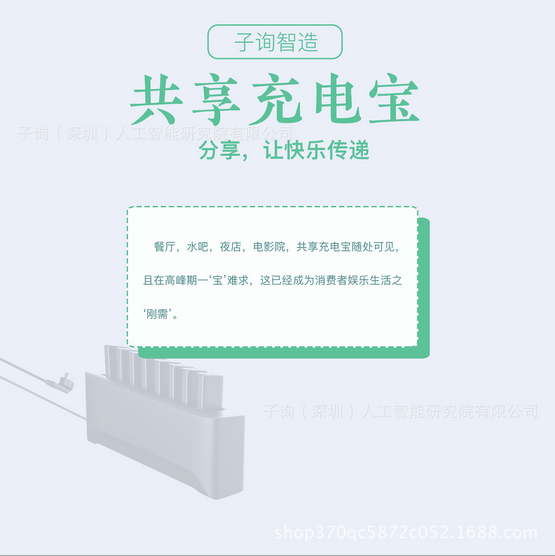 子询智造
共享充电宝
子询（深圳）人工智能研究院有限公司
分享，让快乐传递
餐厅，水吧，夜店，电影院，共享充电宝随处可见，
且在高峰期一‘宝’难求，这已经成为消费者娱乐生活之
‘刚需’。
子询（深圳）人工智能研究院有限公司
shop370qc5872c052.1688.com